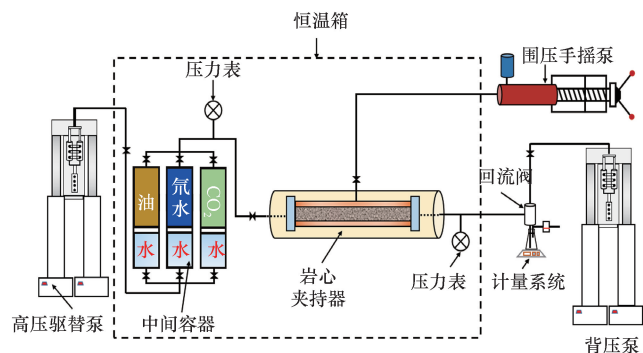 恒温箱
压力表
围压手摇泵
油
氘水
CO₂
水
水
水
回流阀
岩心
夹持器
压力表
计量系统
高压驱替泵
中间容器
背压泵